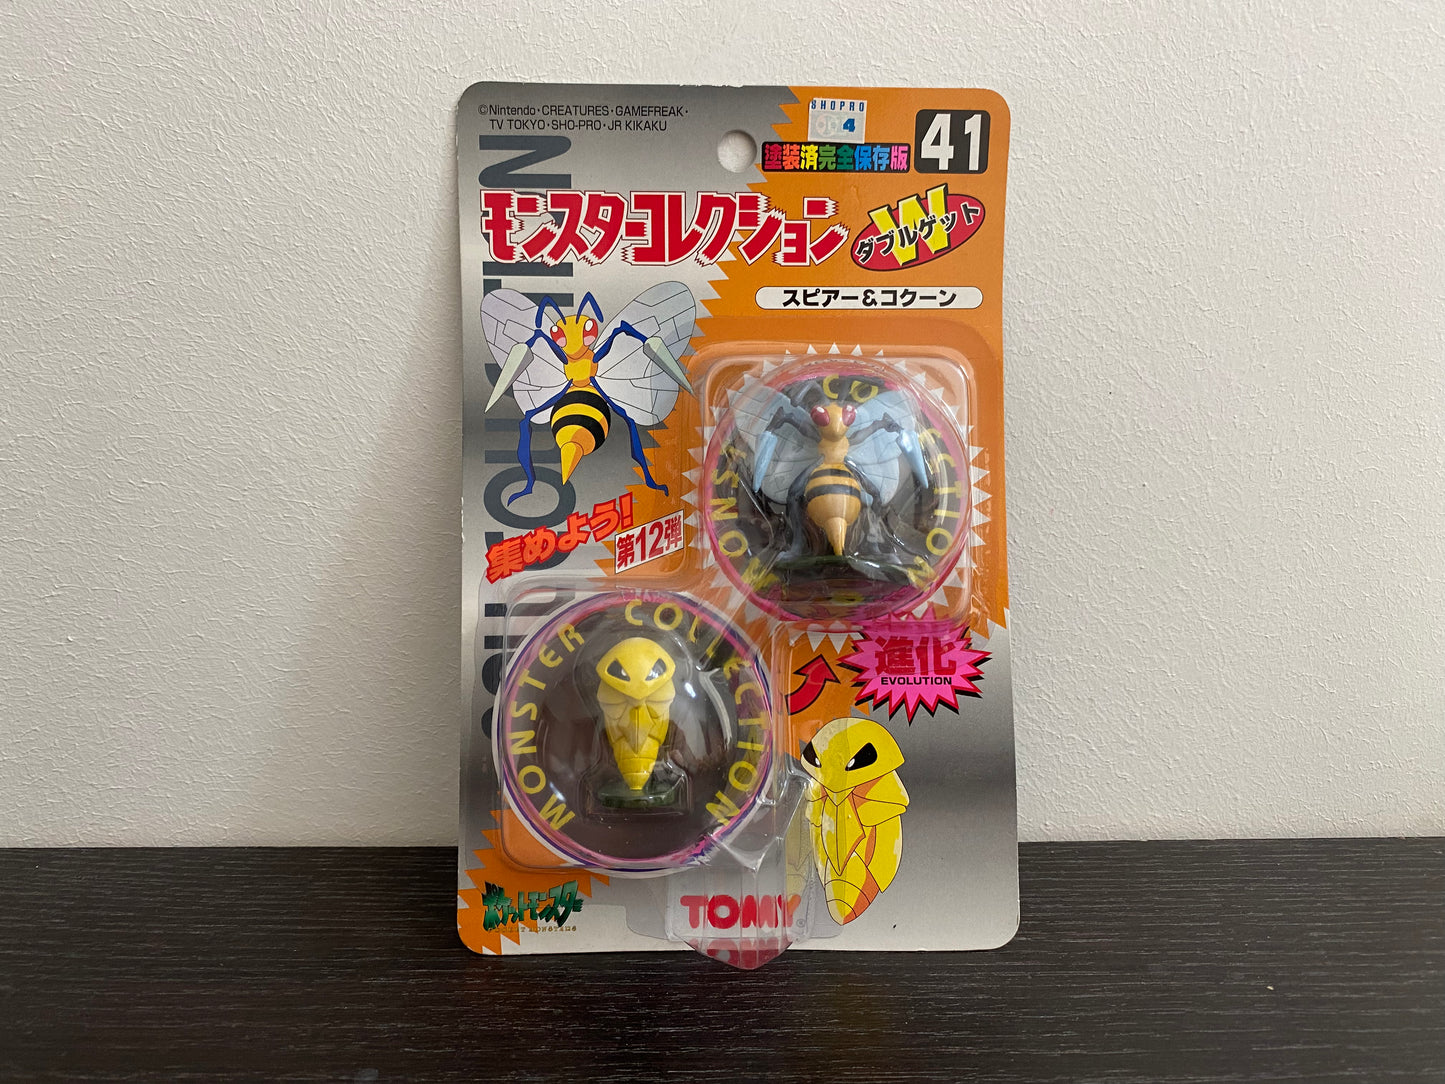 ©Nintendo・CREATURES・GAMEFREAK・
TV TOKYO・SHO-PRO・JR KIKAKU
SHOPRO
4
塗装済完全保存版
41
モンスターコレクション
W
ダブルゲット
スピアー&コクーン
集めよう!
第12弾
MONSTER COLLECTION
進化
EVOLUTION
ポケットモンスター
POCKET MONSTERS
TOMY